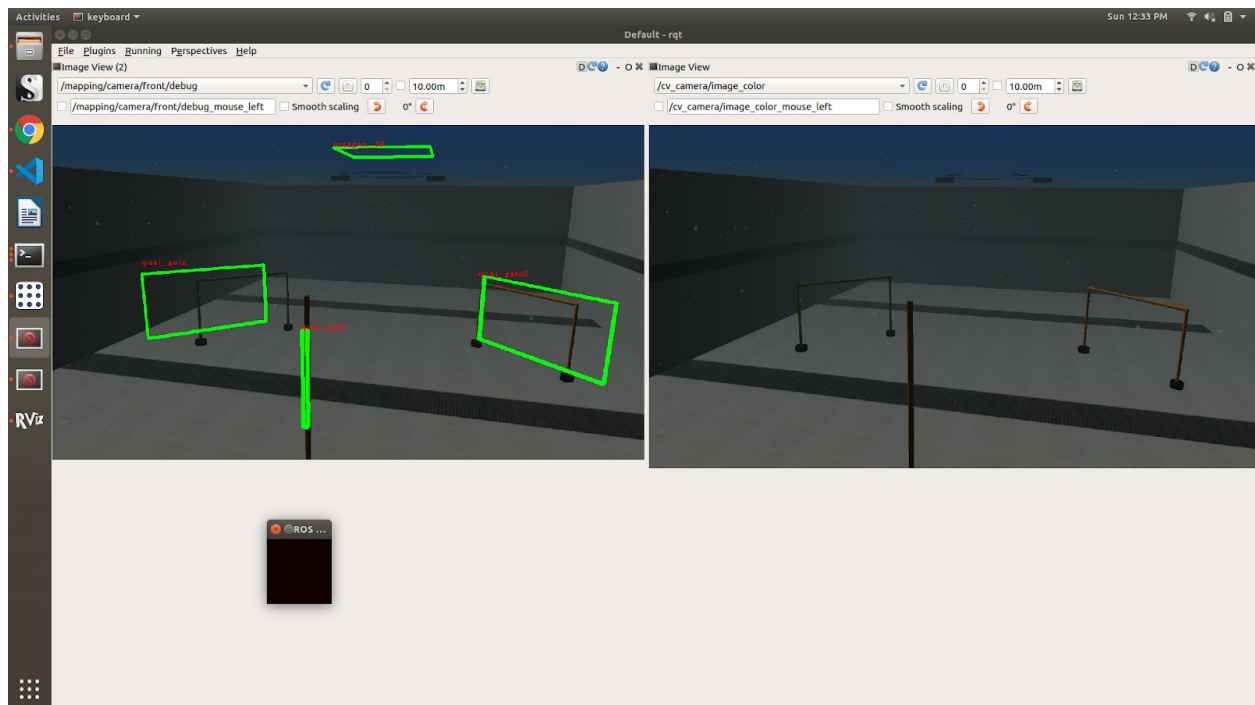 Activities keyboard Sun 12:33 PM
Default - rqt
File Plugins Running Perspectives Help
Image View (2) D C ? - O ✖
Image View D C ? - O ✖
/mapping/camera/front/debug 0 10.00m
/cv_camera/image_color 0 10.00m
/mapping/camera/front/debug_mouse_left Smooth scaling 0°
/cv_camera/image_color_mouse_left Smooth scaling 0°
qual_gate
qual_gate2
RViz
ROS ...